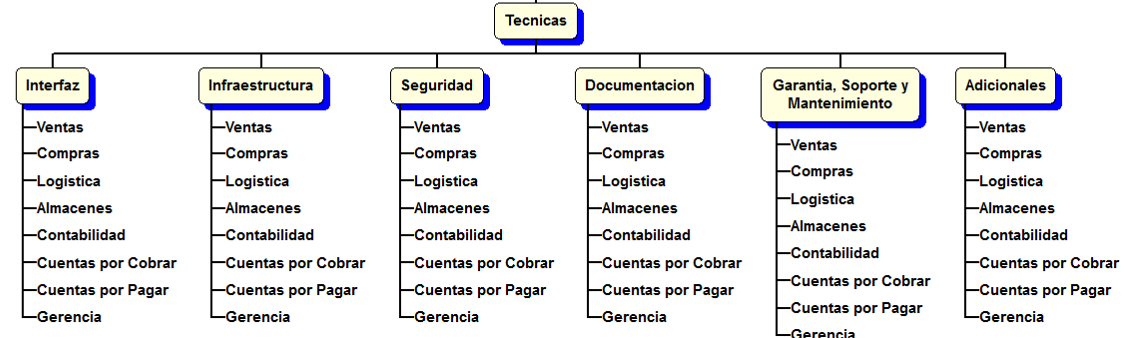 Tecnicas
Interfaz
Ventas
Compras
Logistica
Almacenes
Contabilidad
Cuentas por Cobrar
Cuentas por Pagar
Gerencia
Infraestructura
Ventas
Compras
Logistica
Almacenes
Contabilidad
Cuentas por Cobrar
Cuentas por Pagar
Gerencia
Seguridad
Ventas
Compras
Logistica
Almacenes
Contabilidad
Cuentas por Cobrar
Cuentas por Pagar
Gerencia
Documentacion
Ventas
Compras
Logistica
Almacenes
Contabilidad
Cuentas por Cobrar
Cuentas por Pagar
Gerencia
Garantia, Soporte y
Mantenimiento
Ventas
Compras
Logistica
Almacenes
Contabilidad
Cuentas por Cobrar
Cuentas por Pagar
Gerencia
Adicionales
Ventas
Compras
Logistica
Almacenes
Contabilidad
Cuentas por Cobrar
Cuentas por Pagar
Gerencia